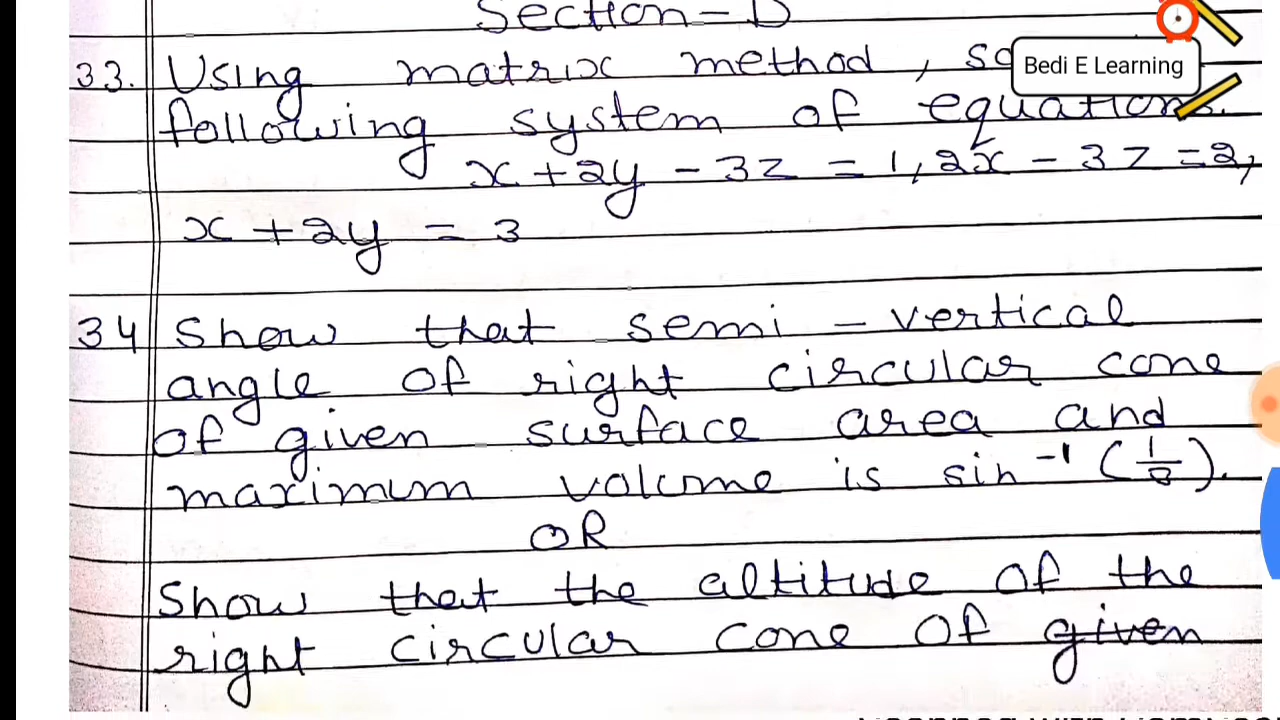 Section - D
33. Using matrix method, 
following system of equations.
x + 2y - 3z = 1, 2x - 3z = 2,
x + 2y = 3
34 Show that semi - vertical
angle of right circular cone
of given surface area and
maximum volume is sin⁻¹ (1/3).
OR
Show that the altitude of the
right circular cone of given
Bedi E Learning